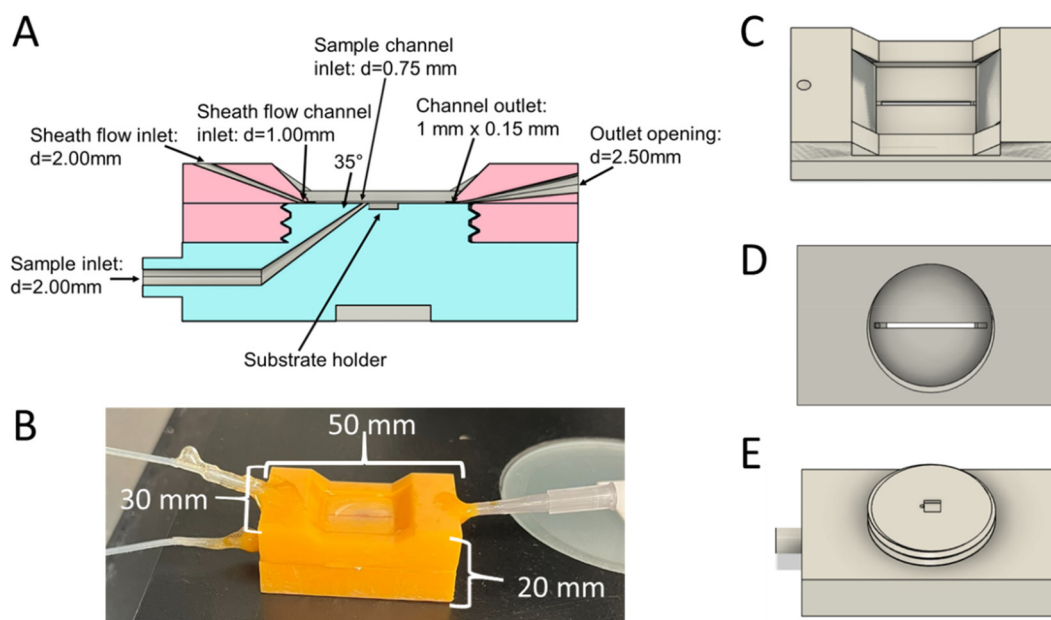 A
Sample channel
inlet: d=0.75 mm
Sheath flow channel
inlet: d=1.00mm
Channel outlet:
1 mm x 0.15 mm
Sheath flow inlet:
d=2.00mm
35°
Outlet opening:
d=2.50mm
Sample inlet:
d=2.00mm
Substrate holder
B
50 mm
30 mm
20 mm
C
D
E